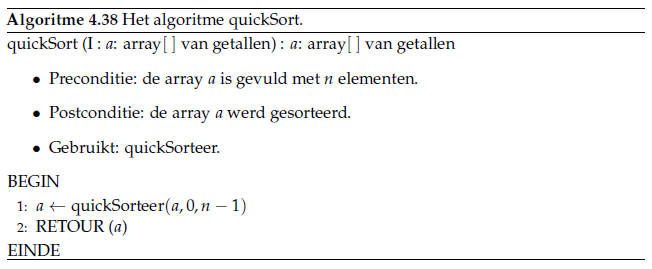 Algoritme 4.38 Het algoritme quickSort.
quickSort (I : a: array[ ] van getallen) : a: array[ ] van getallen
• Preconditie: de array a is gevuld met n elementen.
• Postconditie: de array a werd gesorteerd.
• Gebruikt: quickSorteer.
BEGIN
1: a ← quickSorteer(a, 0, n − 1)
2: RETOUR (a)
EINDE